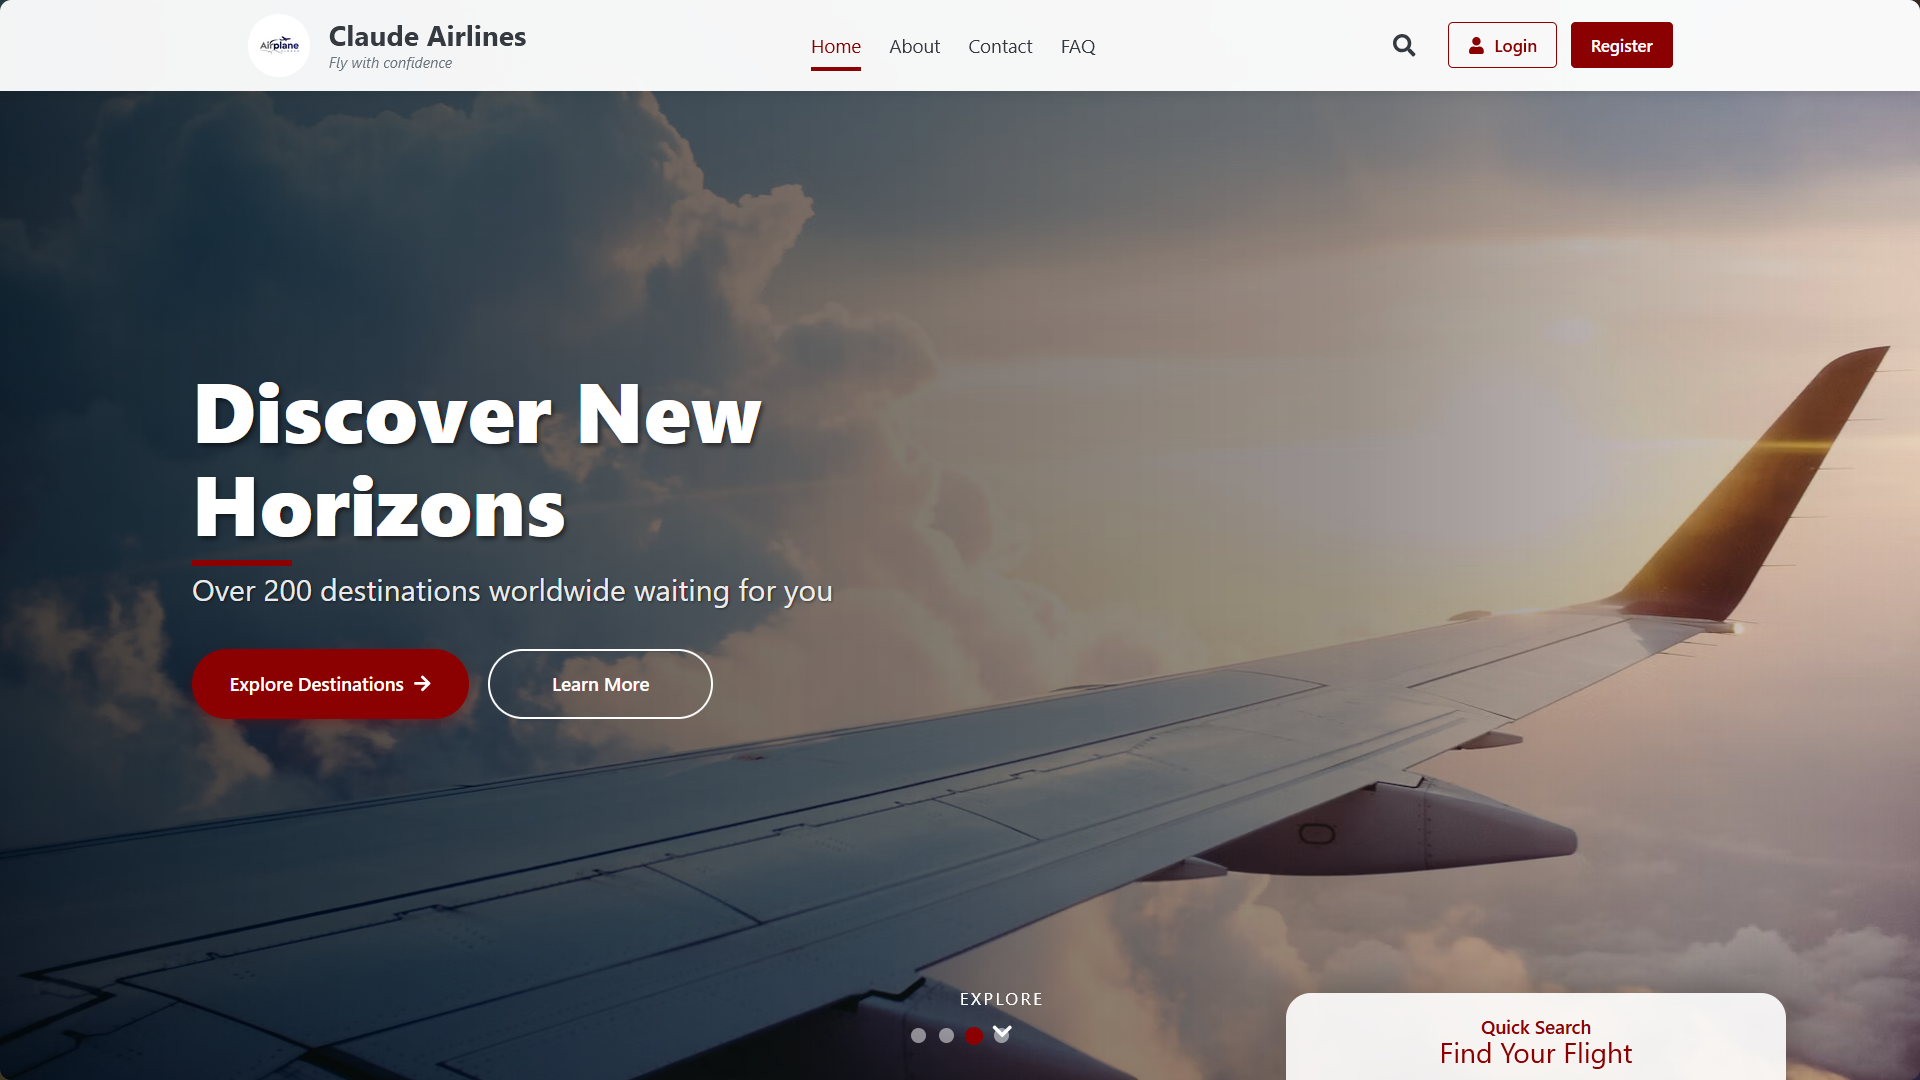 Airplane
Claude Airlines
Fly with confidence
Home
About
Contact
FAQ
Login
Register
Discover New
Horizons
Over 200 destinations worldwide waiting for you
Explore Destinations
Learn More
EXPLORE
Quick Search
Find Your Flight